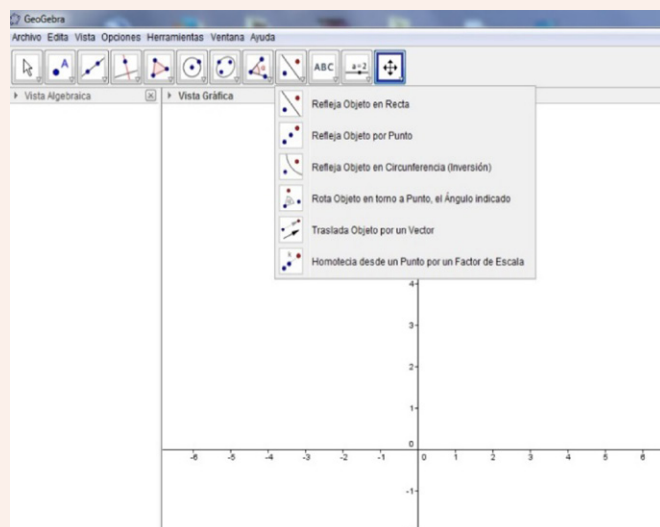 GeoGebra
Archivo Edita Vista Opciones Herramientas Ventana Ayuda
A
α
ABC
a=2
Vista Algebraica
Vista Gráfica
Refleja Objeto en Recta
Refleja Objeto por Punto
Refleja Objeto en Circunferencia (Inversión)
Rota Objeto en torno a Punto, el Ángulo indicado
Traslada Objeto por un Vector
Homotecia desde un Punto por un Factor de Escala
4
3
2
1
0
-6 -5 -4 -3 -2 -1 0 1 2 3 4 5 6
-1